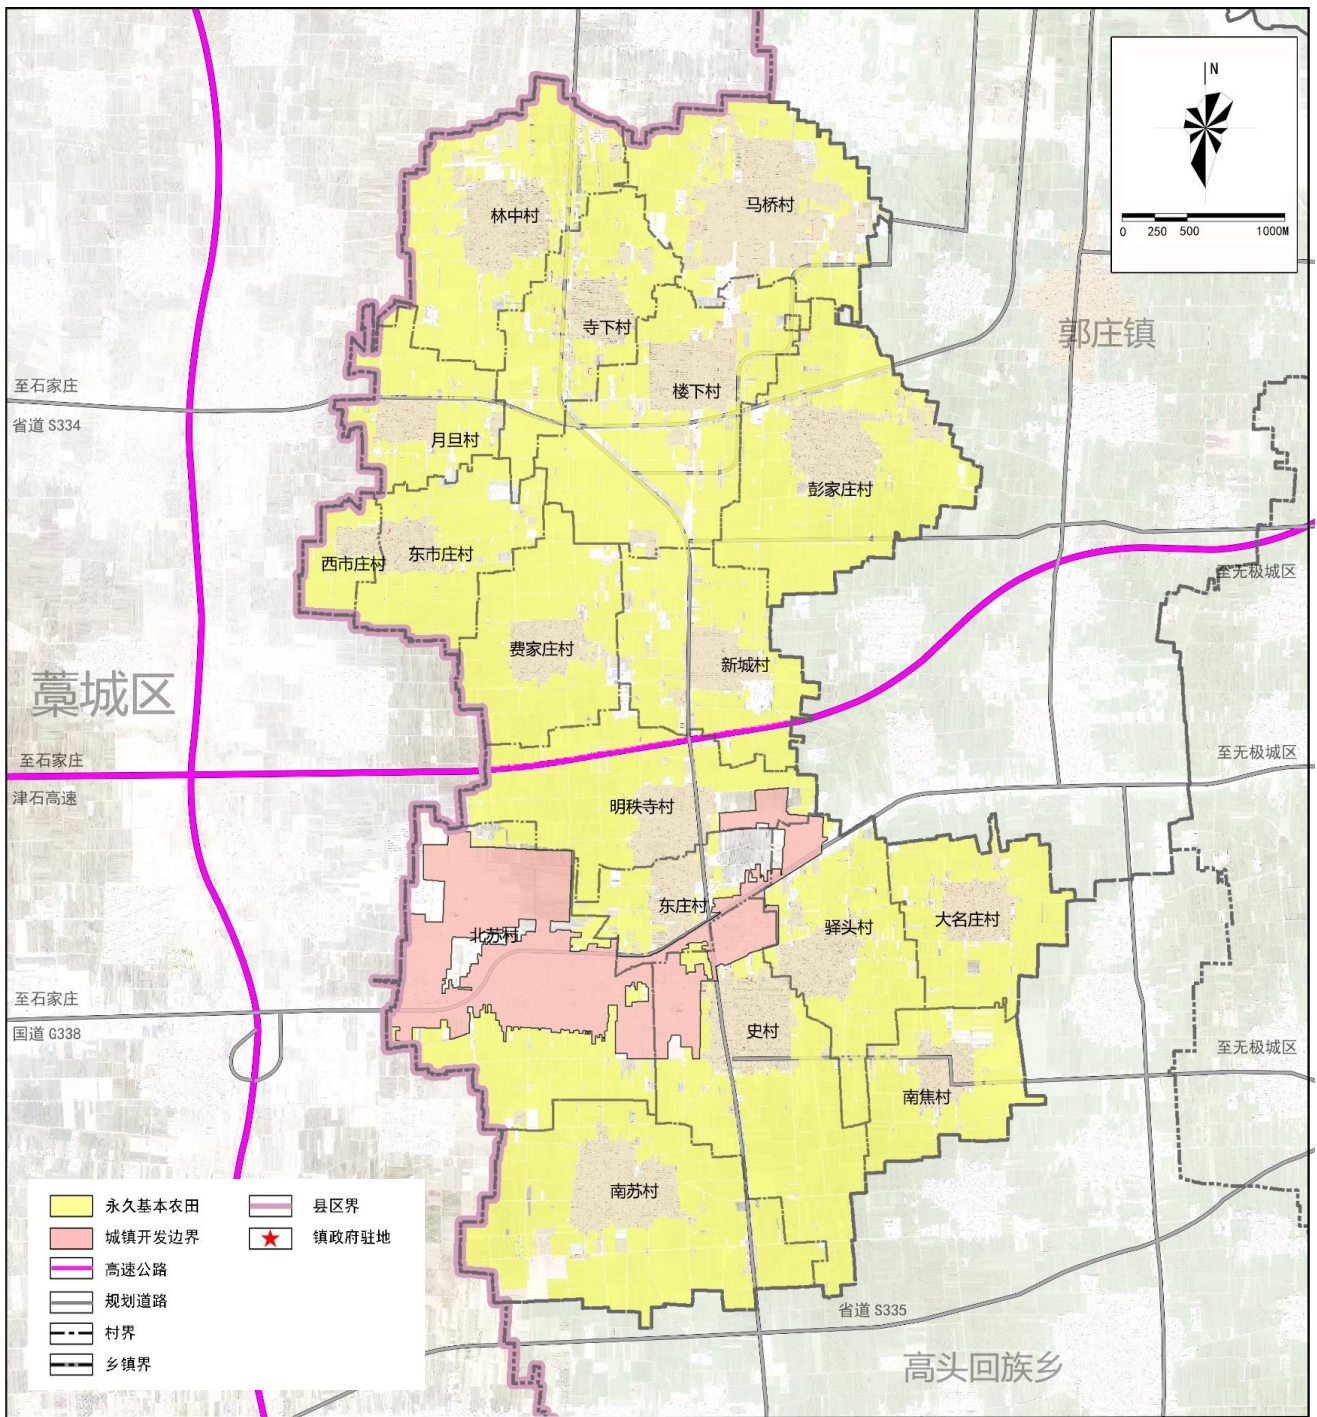 N
0 250 500 1000M
林中村
马桥村
寺下村
郭庄镇
楼下村
至石家庄
省道 S334
月旦村
彭家庄村
西市庄村
东市庄村
至无极城区
费家庄村
新城村
藁城区
至石家庄
至无极城区
津石高速
明秩寺村
东庄村
驿头村
大名庄村
北苏村
至石家庄
国道 G338
史村
至无极城区
南焦村
南苏村
永久基本农田
县区界
城镇开发边界
镇政府驻地
高速公路
规划道路
村界
乡镇界
省道 S335
高头回族乡